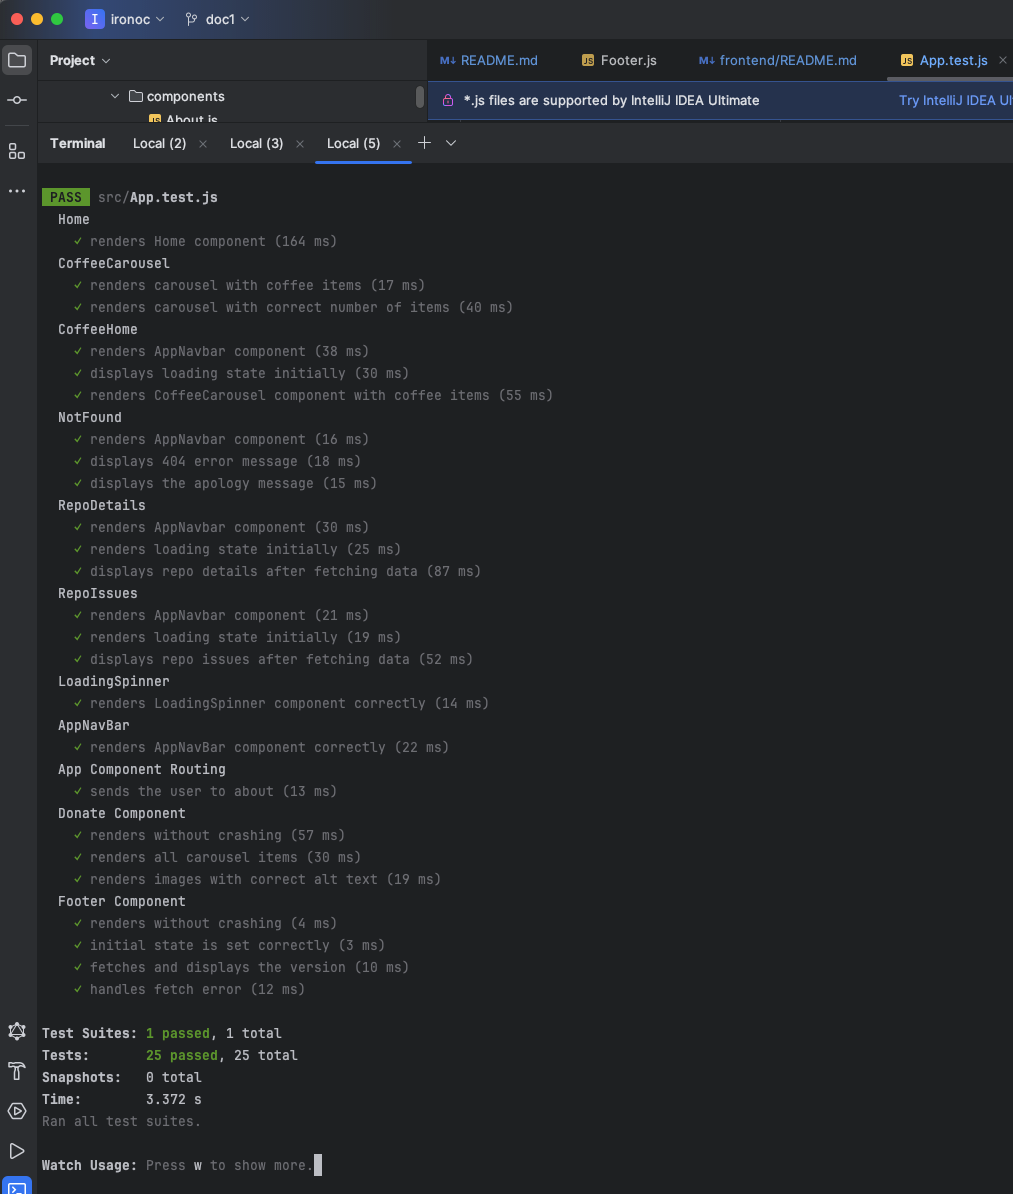 ironoc doc1
Project
README.md Footer.js frontend/README.md App.test.js
components
*.js files are supported by IntelliJ IDEA Ultimate Try IntelliJ IDEA Ul
About.js
Terminal Local (2) Local (3) Local (5)
PASS src/App.test.js
Home
✓ renders Home component (164 ms)
CoffeeCarousel
✓ renders carousel with coffee items (17 ms)
✓ renders carousel with correct number of items (40 ms)
CoffeeHome
✓ renders AppNavbar component (38 ms)
✓ displays loading state initially (30 ms)
✓ renders CoffeeCarousel component with coffee items (55 ms)
NotFound
✓ renders AppNavbar component (16 ms)
✓ displays 404 error message (18 ms)
✓ displays the apology message (15 ms)
RepoDetails
✓ renders AppNavbar component (30 ms)
✓ renders loading state initially (25 ms)
✓ displays repo details after fetching data (87 ms)
RepoIssues
✓ renders AppNavbar component (21 ms)
✓ renders loading state initially (19 ms)
✓ displays repo issues after fetching data (52 ms)
LoadingSpinner
✓ renders LoadingSpinner component correctly (14 ms)
AppNavBar
✓ renders AppNavBar component correctly (22 ms)
App Component Routing
✓ sends the user to about (13 ms)
Donate Component
✓ renders without crashing (57 ms)
✓ renders all carousel items (30 ms)
✓ renders images with correct alt text (19 ms)
Footer Component
✓ renders without crashing (4 ms)
✓ initial state is set correctly (3 ms)
✓ fetches and displays the version (10 ms)
✓ handles fetch error (12 ms)
Test Suites: 1 passed, 1 total
Tests: 25 passed, 25 total
Snapshots: 0 total
Time: 3.372 s
Ran all test suites.
Watch Usage: Press w to show more.